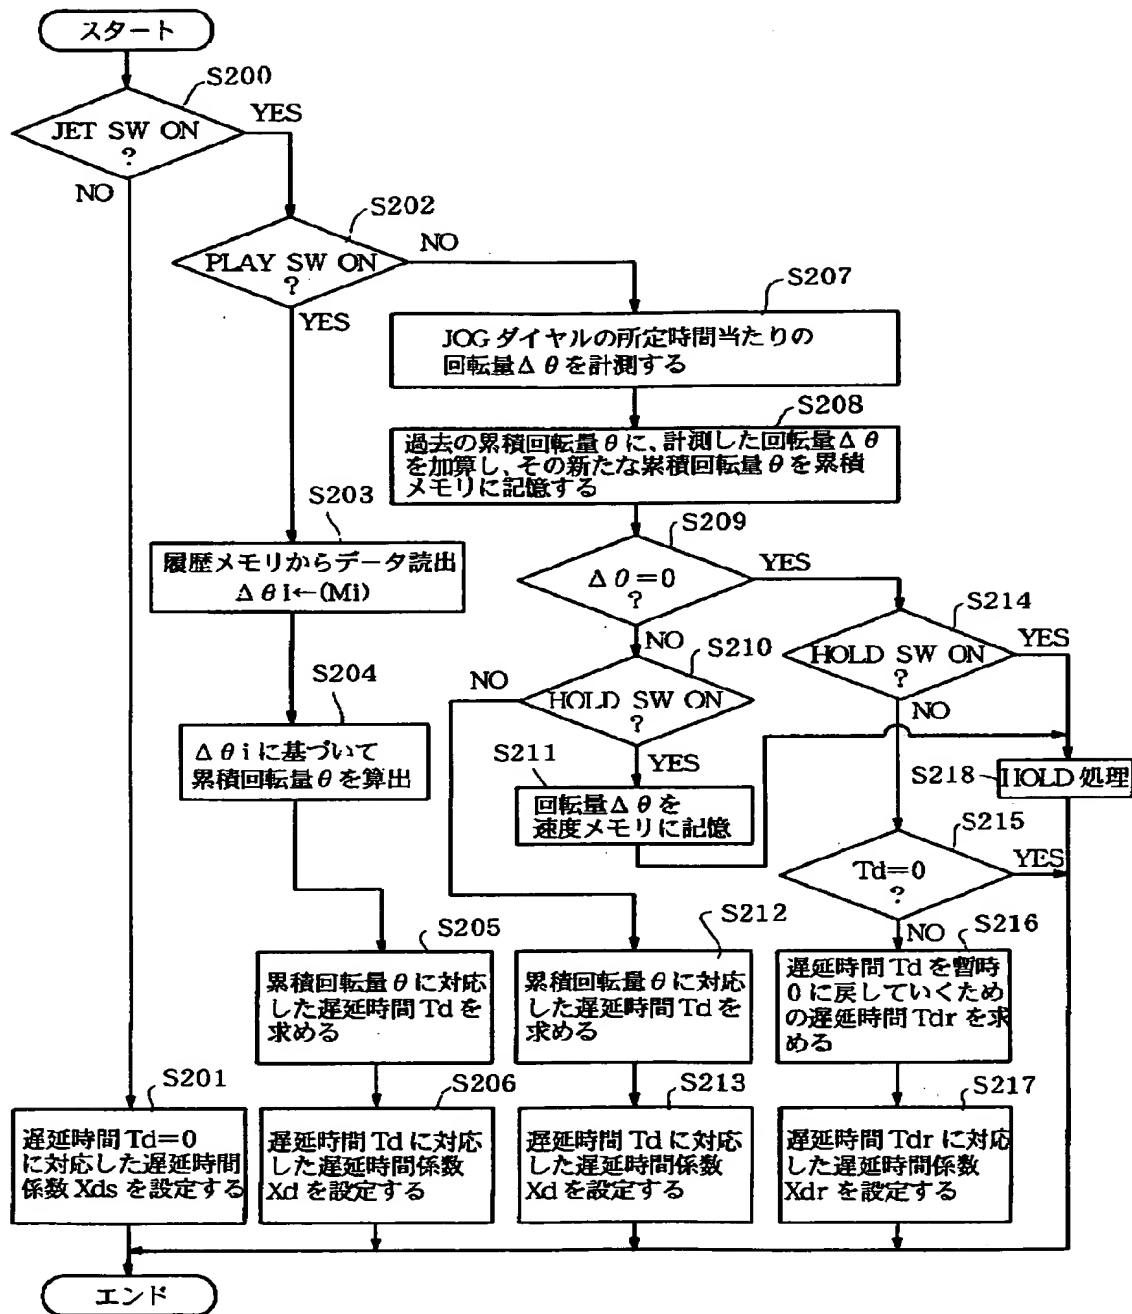 スタート
S200
JET SW ON
?
YES
NO
S202
PLAY SW ON
?
NO
YES
S207
JOGダイヤルの所定時間当たりの
回転量Δθを計測する
S208
過去の累積回転量θに、計測した回転量Δθ
を加算し、その新たな累積回転量θを累積
メモリに記憶する
S203
履歴メモリからデータ読出
ΔθI←(Mi)
S209
Δθ=0
?
YES
NO
S214
HOLD SW ON
?
YES
NO
S210
HOLD SW ON
?
NO
YES
S204
Δθiに基づいて
累積回転量θを算出
S211
回転量Δθを
速度メモリに記憶
S218
HOLD処理
S215
Td=0
?
YES
NO
S205
累積回転量θに対応
した遅延時間Tdを
求める
S212
累積回転量θに対応
した遅延時間Tdを
求める
S216
遅延時間Tdを暫時
0に戻していくため
の遅延時間Tdrを求
める
S201
遅延時間Td=0
に対応した遅延時間
係数Xdsを設定する
S206
遅延時間Tdに対応
した遅延時間係数
Xdを設定する
S213
遅延時間Tdに対応
した遅延時間係数
Xdを設定する
S217
遅延時間Tdrに対応
した遅延時間係数
Xdrを設定する
エンド